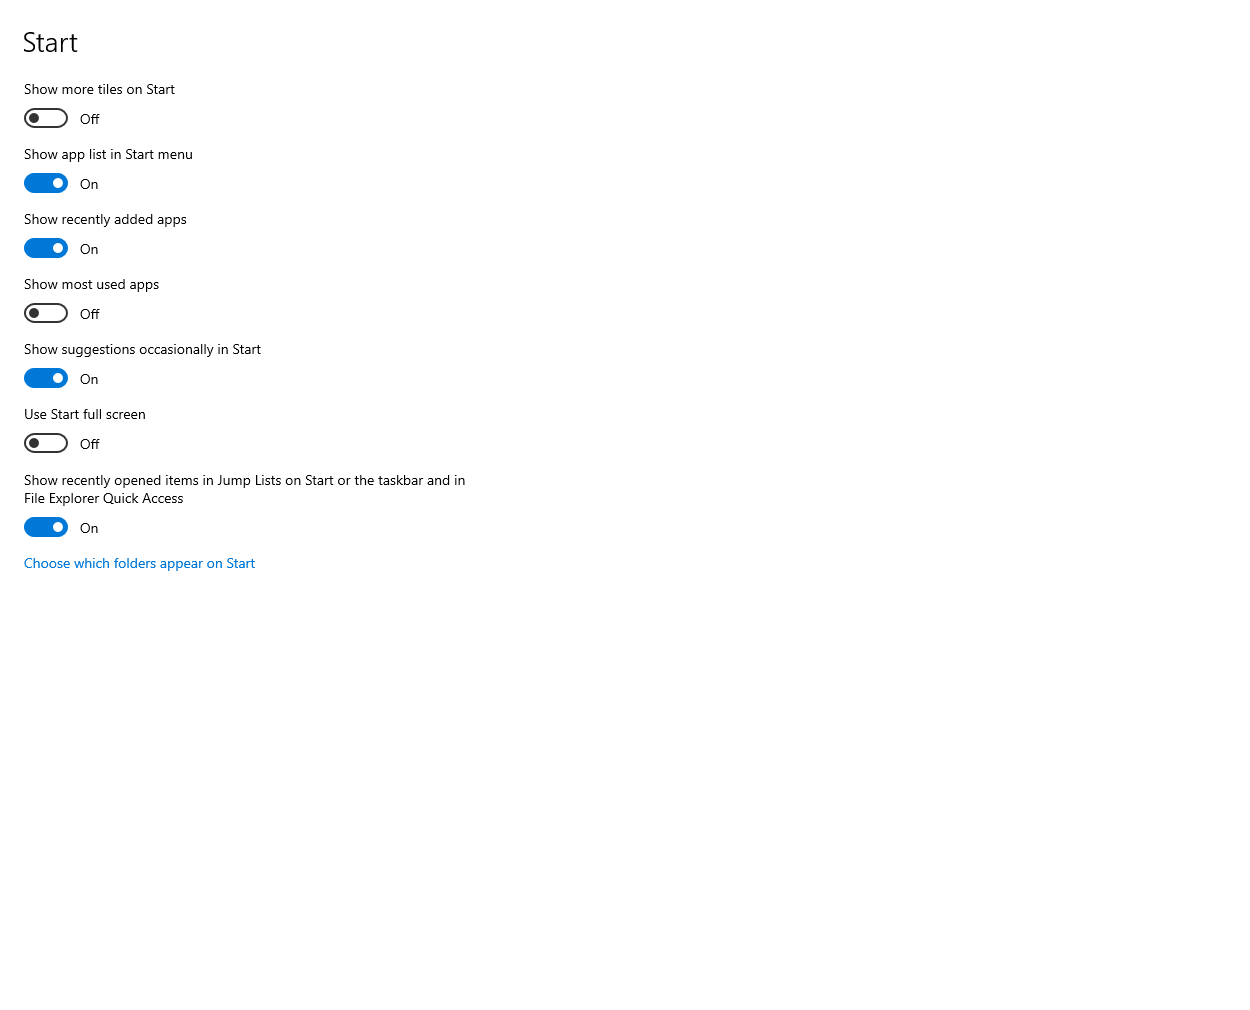 Start
Show more tiles on Start
Off
Show app list in Start menu
On
Show recently added apps
On
Show most used apps
Off
Show suggestions occasionally in Start
On
Use Start full screen
Off
Show recently opened items in Jump Lists on Start or the taskbar and in
File Explorer Quick Access
On
Choose which folders appear on Start